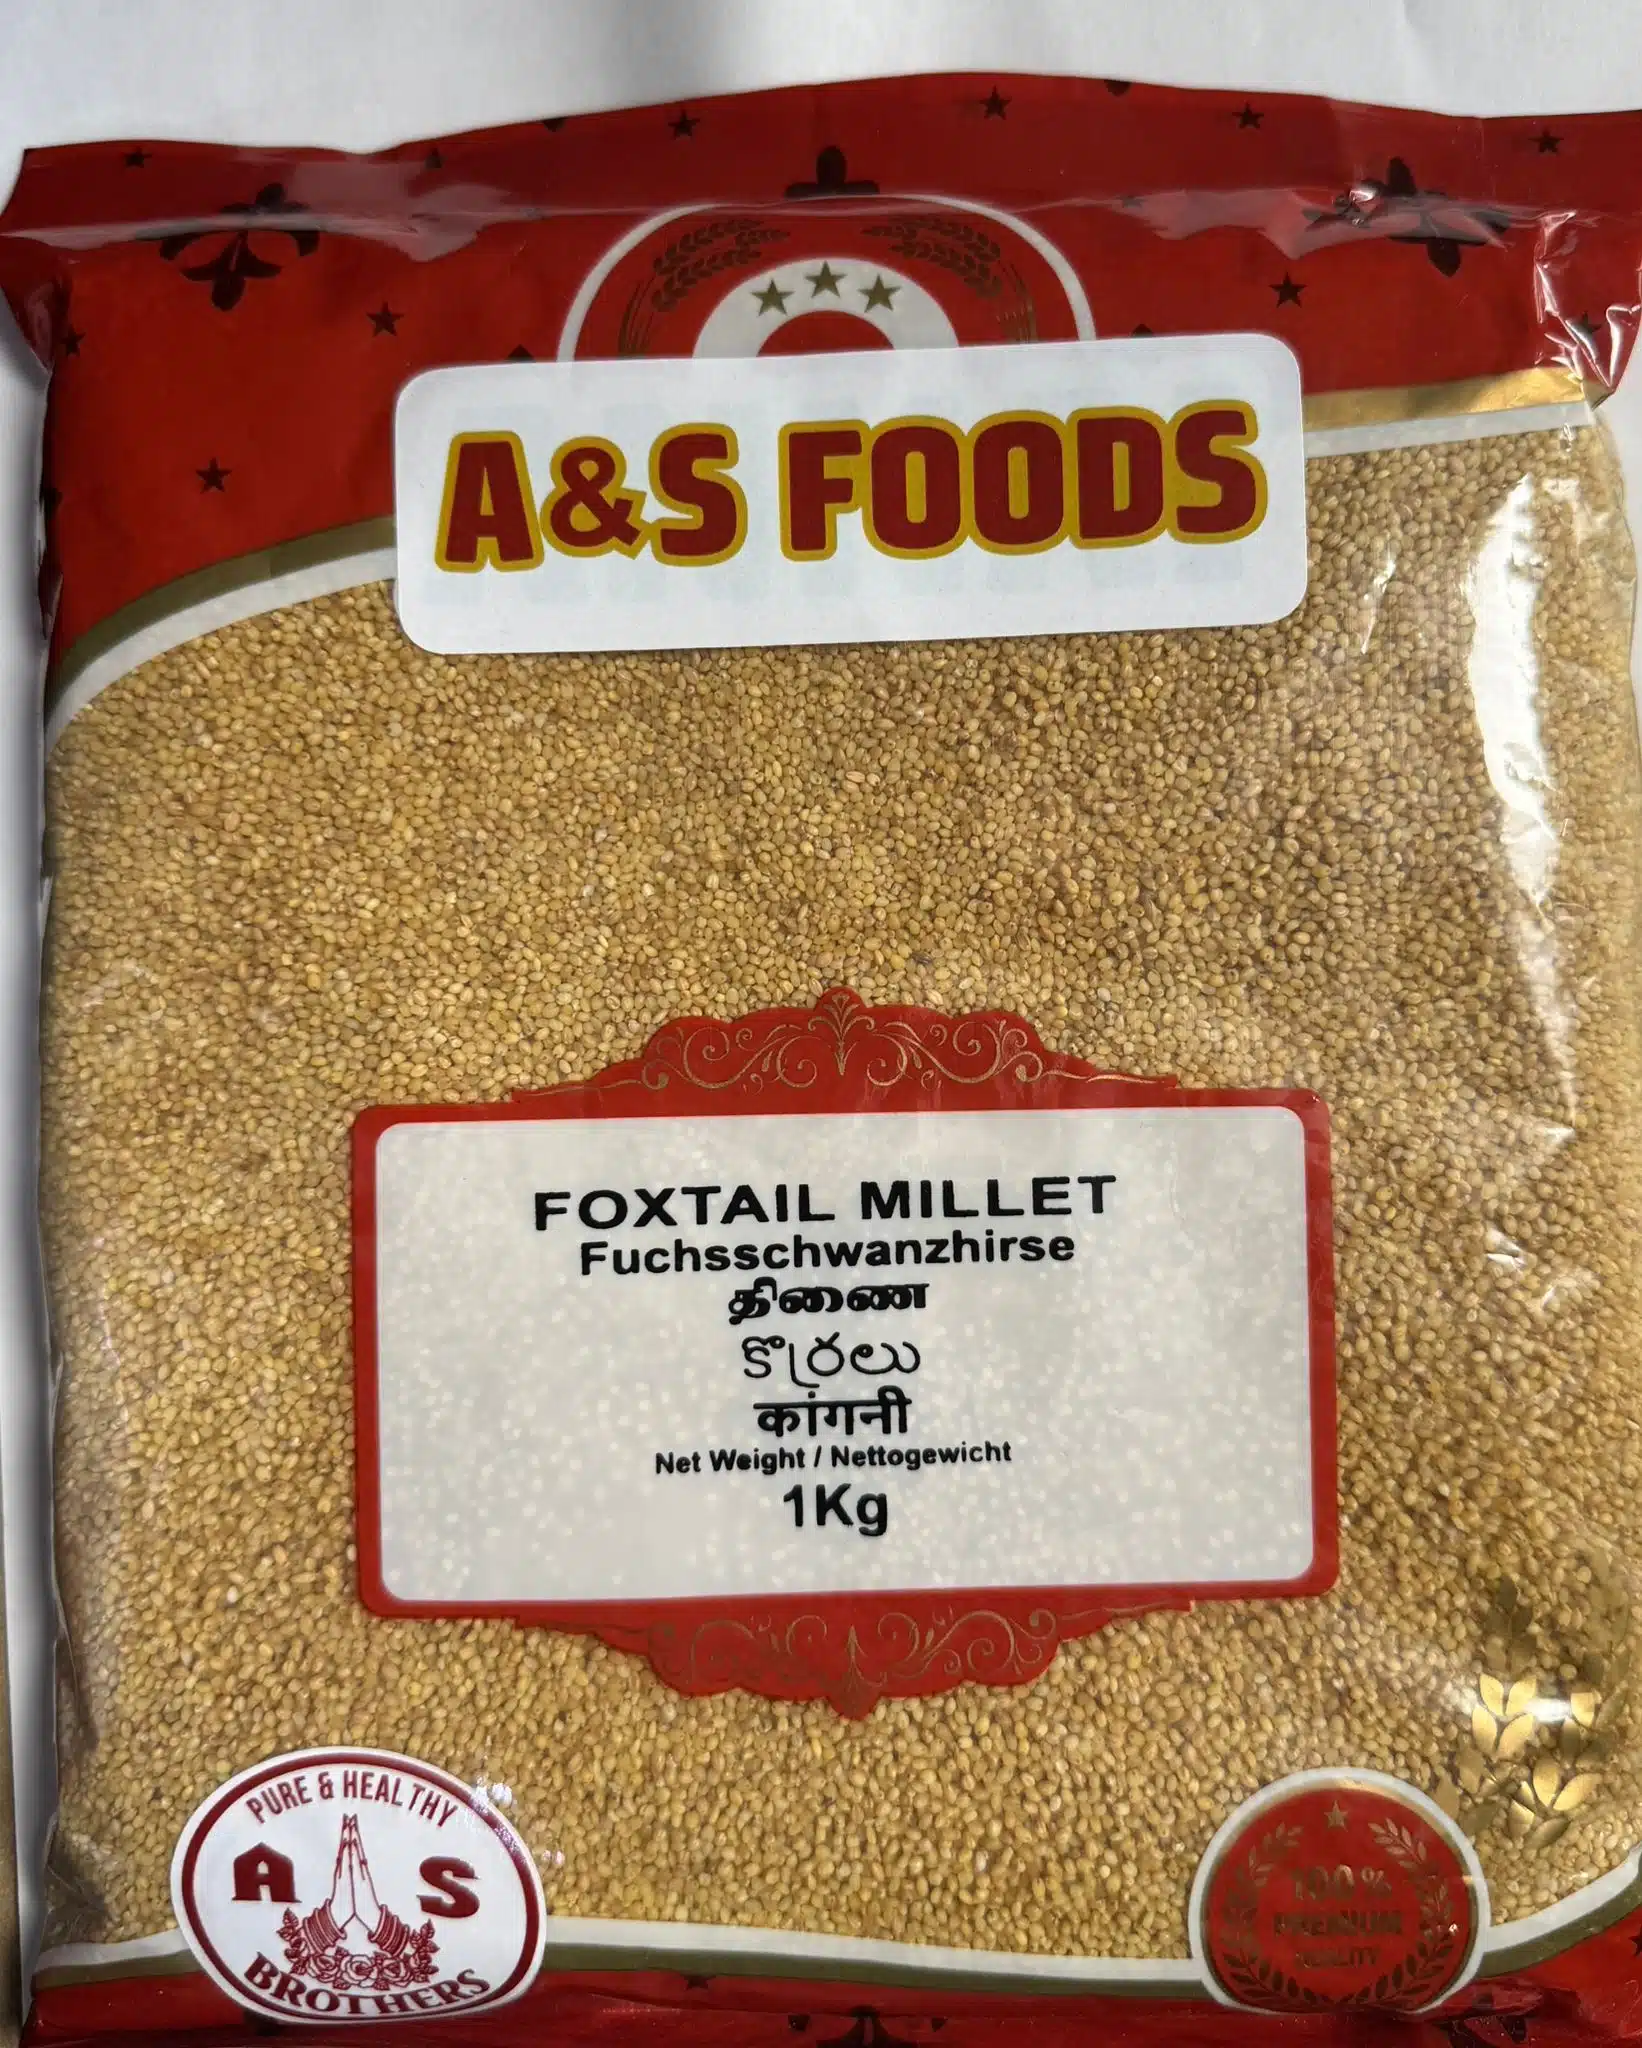 A&S FOODS
FOXTAIL MILLET
Fuchsschwanzhirse
திணை
కొర్రలు
कांगनी
Net Weight / Nettogewicht
1Kg
PURE & HEALTHY
A S
BROTHERS
100%
PREMIUM
QUALITY